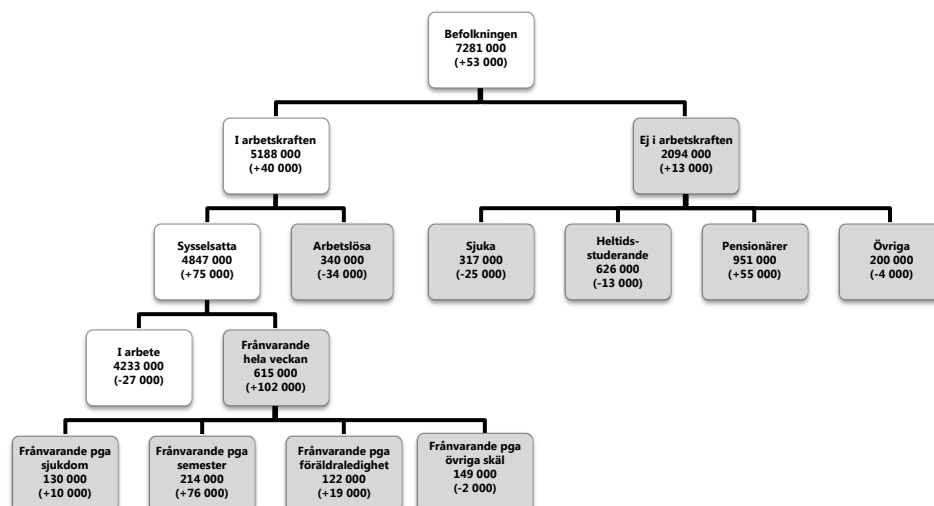 Befolkningen
7281 000
(+53 000)
I arbetskraften
5188 000
(+40 000)
Ej i arbetskraften
2094 000
(+13 000)
Sysselsatta
4847 000
(+75 000)
Arbetslösa
340 000
(-34 000)
Sjuka
317 000
(-25 000)
Heltids-
studerande
626 000
(-13 000)
Pensionärer
951 000
(+55 000)
Övriga
200 000
(-4 000)
I arbete
4233 000
(-27 000)
Frånvarande
hela veckan
615 000
(+102 000)
Frånvarande pga
sjukdom
130 000
(+10 000)
Frånvarande pga
semester
214 000
(+76 000)
Frånvarande pga
föräldraledighet
122 000
(+19 000)
Frånvarande pga
övriga skäl
149 000
(-2 000)